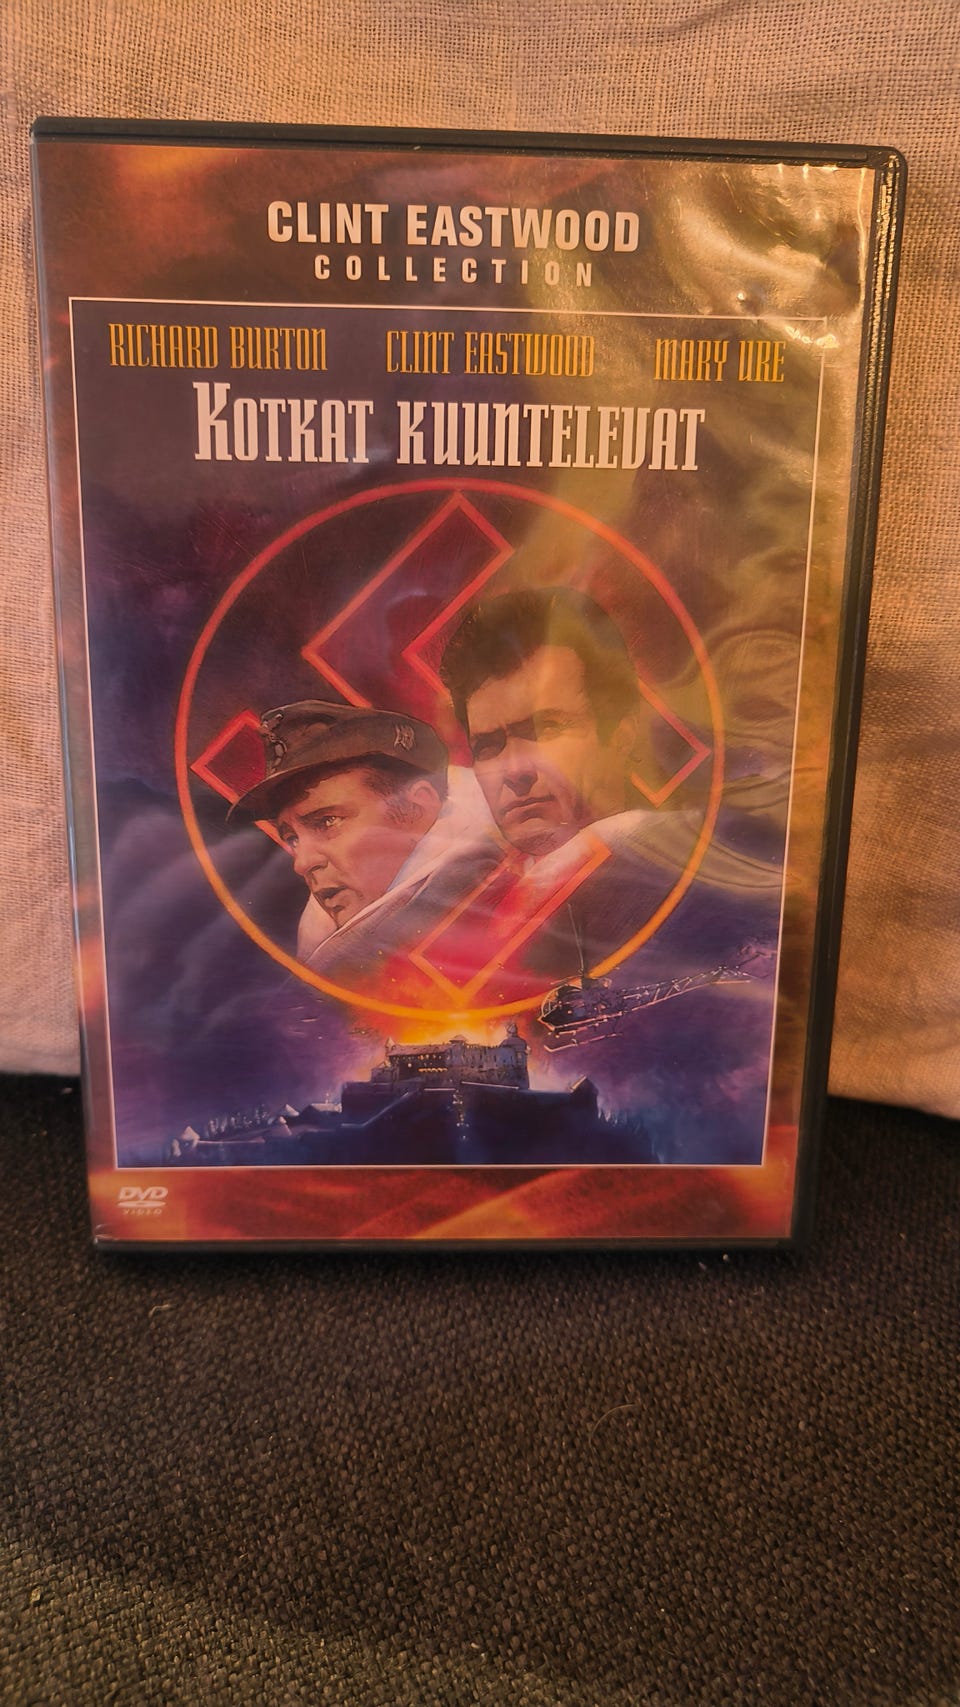 CLINT EASTWOOD
COLLECTION
RICHARD BURTON CLINT EASTWOOD MARY URE
KOTKAT KUUNTELEVAT
DVD
VIDEO